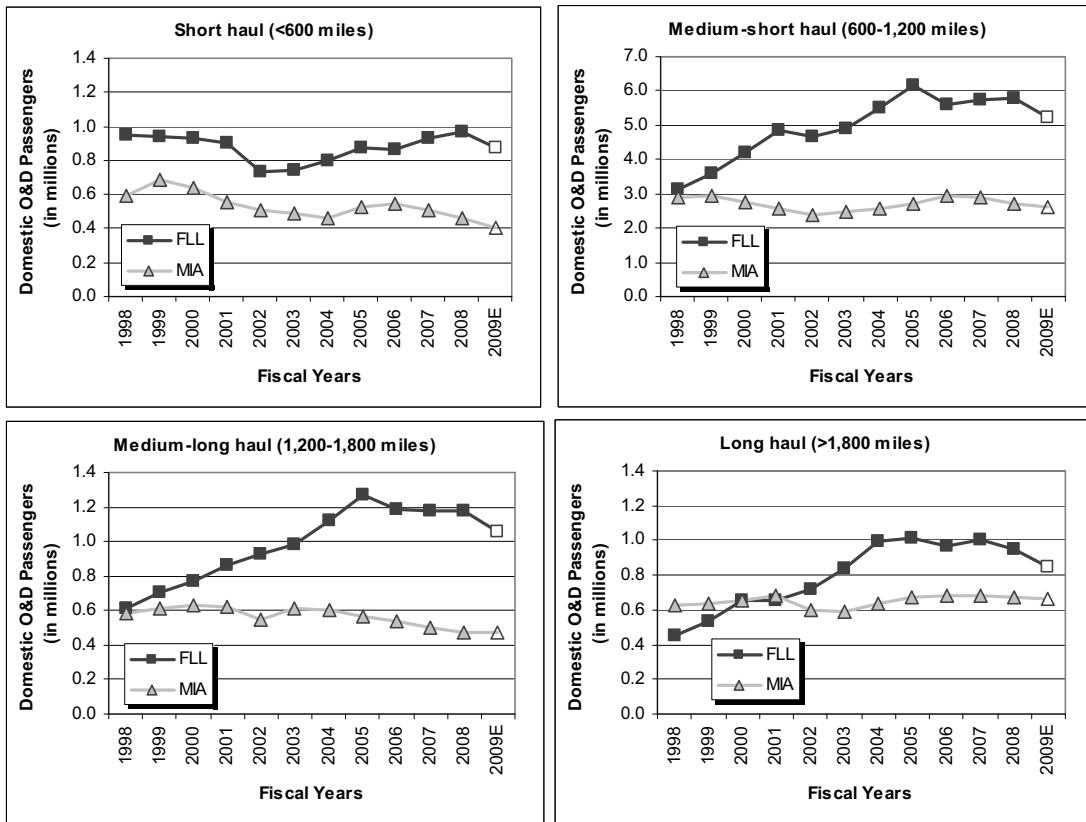 Short haul (<600 miles)
Domestic O&D Passengers
(in millions)
1.4
1.2
1.0
0.8
0.6
0.4
0.2
0.0
FLL
MIA
1998
1999
2000
2001
2002
2003
2004
2005
2006
2007
2008
2009E
Fiscal Years
Medium-short haul (600-1,200 miles)
Domestic O&D Passengers
(in millions)
7.0
6.0
5.0
4.0
3.0
2.0
1.0
0.0
FLL
MIA
1998
1999
2000
2001
2002
2003
2004
2005
2006
2007
2008
2009E
Fiscal Years
Medium-long haul (1,200-1,800 miles)
Domestic O&D Passengers
(in millions)
1.4
1.2
1.0
0.8
0.6
0.4
0.2
0.0
FLL
MIA
1998
1999
2000
2001
2002
2003
2004
2005
2006
2007
2008
2009E
Fiscal Years
Long haul (>1,800 miles)
Domestic O&D Passengers
(in millions)
1.4
1.2
1.0
0.8
0.6
0.4
0.2
0.0
FLL
MIA
1998
1999
2000
2001
2002
2003
2004
2005
2006
2007
2008
2009E
Fiscal Years